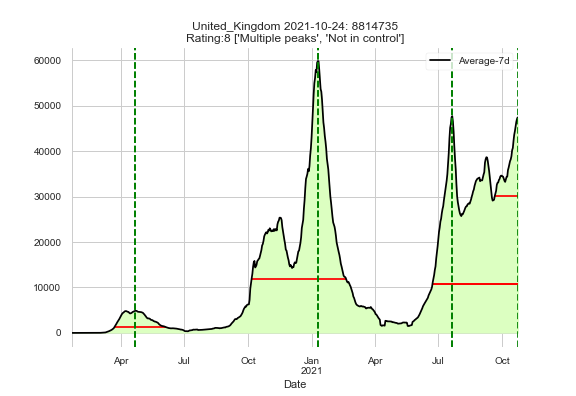 United_Kingdom 2021-10-24: 8814735
Rating:8 ['Multiple peaks', 'Not in control']
Average-7d
60000
50000
40000
30000
20000
10000
0
Apr Jul Oct Jan Apr Jul Oct
2021
Date